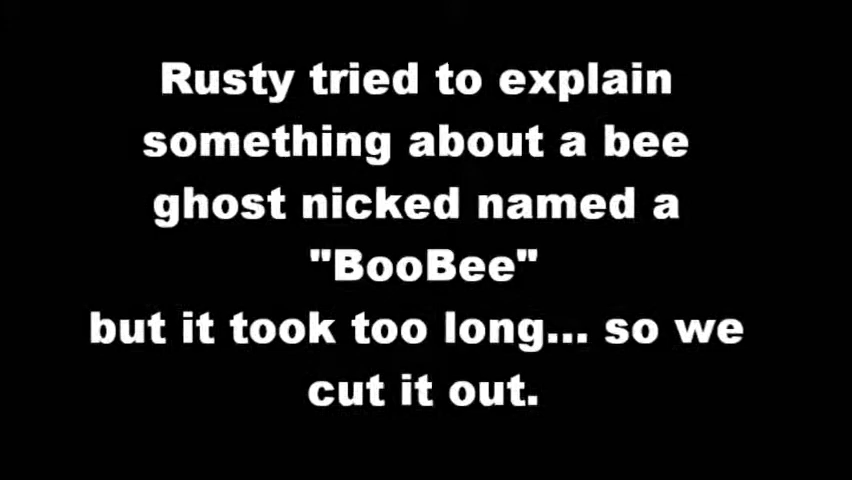 Rusty tried to explain
something about a bee
ghost nicked named a
"BooBee"
but it took too long... so we
cut it out.